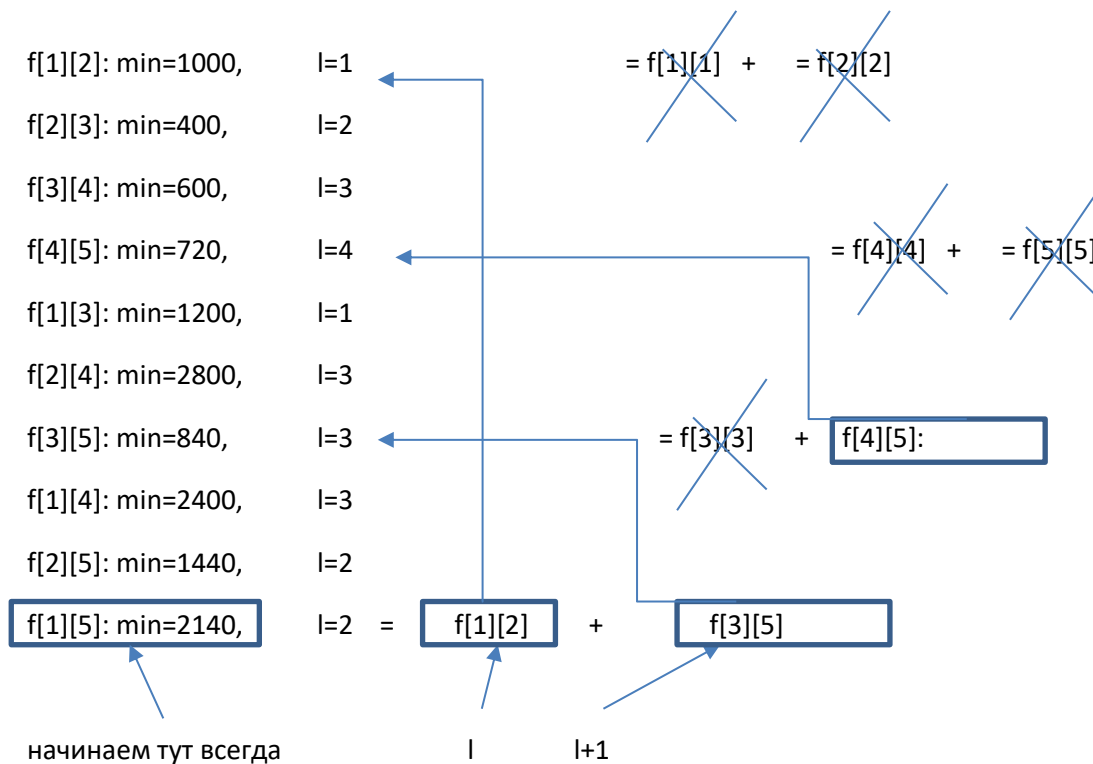 f[1][2]: min=1000, l=1 = f[1][1] + = f[2][2]
f[2][3]: min=400, l=2
f[3][4]: min=600, l=3
f[4][5]: min=720, l=4 = f[4][4] + = f[5][5]
f[1][3]: min=1200, l=1
f[2][4]: min=2800, l=3
f[3][5]: min=840, l=3 = f[3][3] + f[4][5]:
f[1][4]: min=2400, l=3
f[2][5]: min=1440, l=2
f[1][5]: min=2140, l=2 = f[1][2] + f[3][5]
начинаем тут всегда l l+1